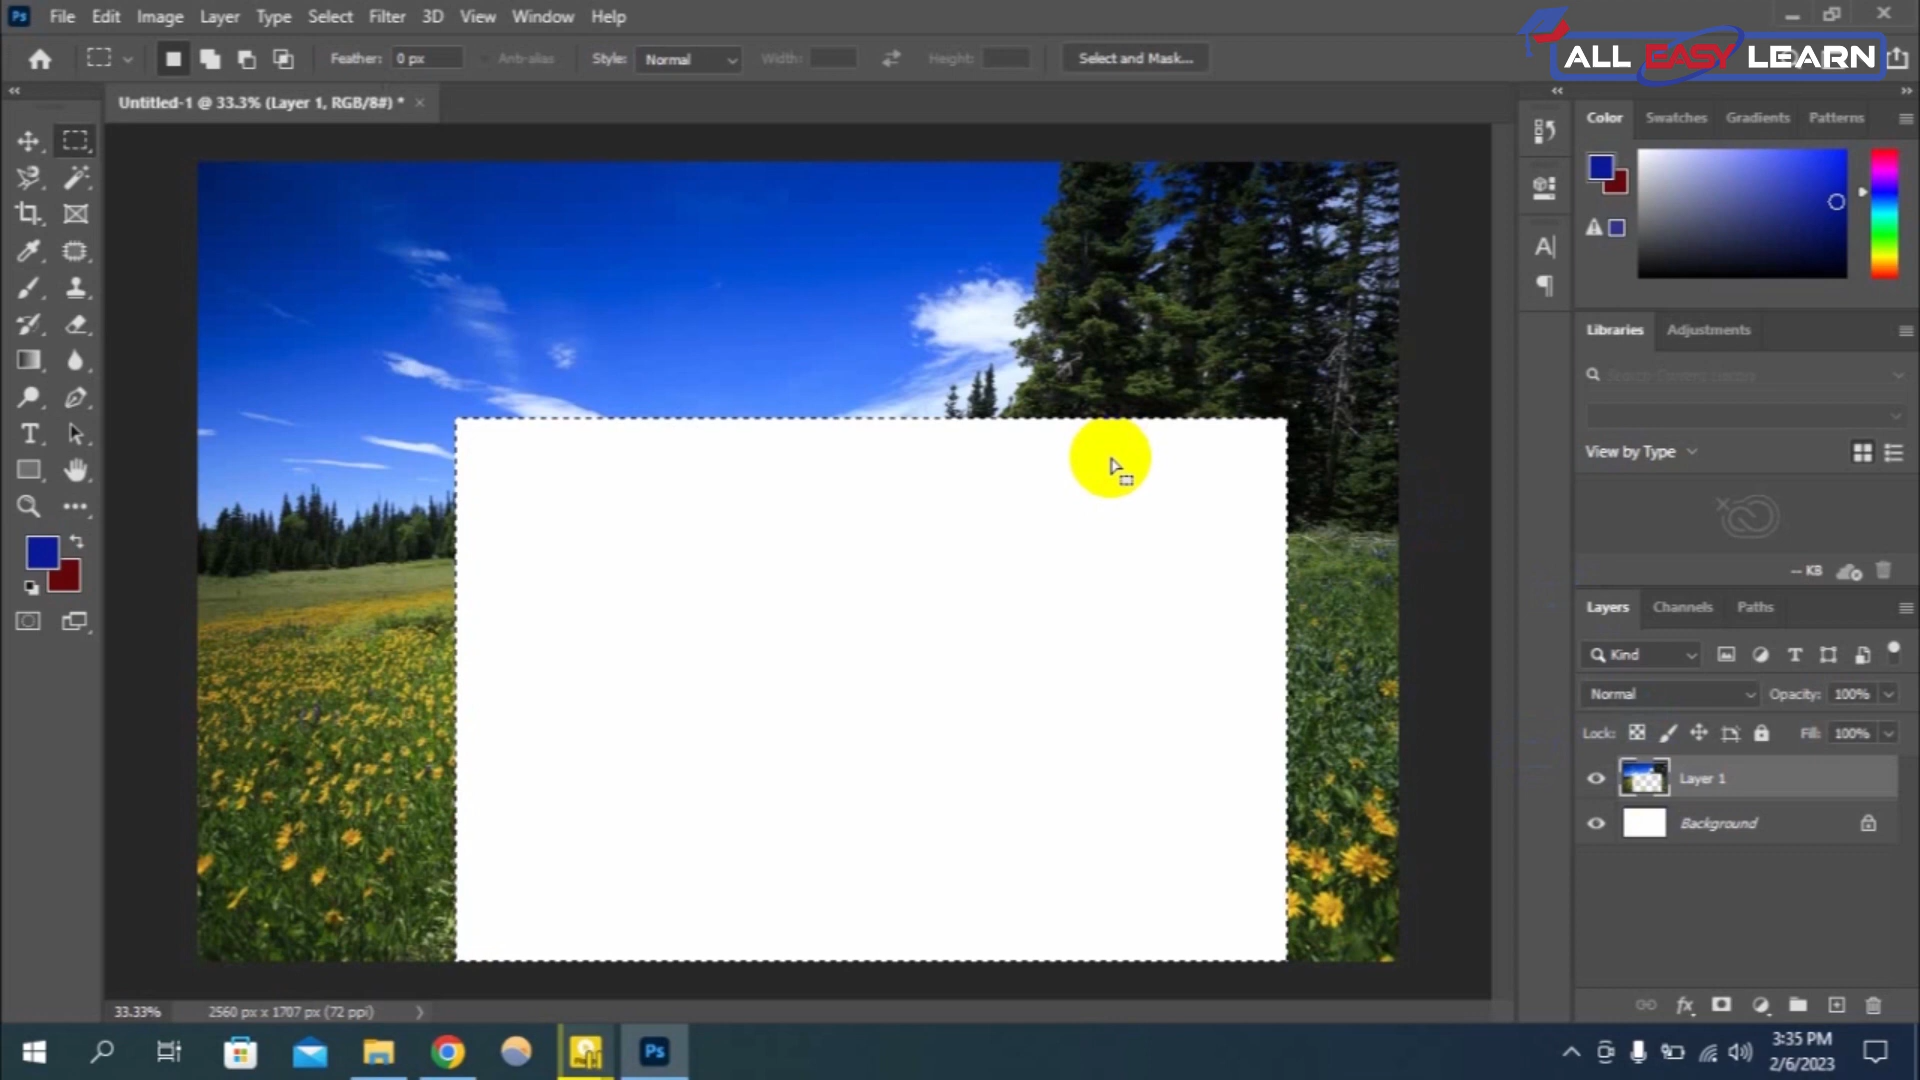 Ps File Edit Image Layer Type Select Filter 3D View Window Help
ALL EASY LEARN
Feather: 0 px Anti-alias Style: Normal Width: Height: Select and Mask...
Untitled-1 @ 33.3% (Layer 1, RGB/8#) *
Color Swatches Gradients Patterns
Libraries Adjustments
View by Type
-- KB
Layers Channels Paths
Kind
Normal Opacity: 100%
Lock: Fill: 100%
Layer 1
Background
33.33% 2560 px x 1707 px (72 ppi)
Ps
3:35 PM
2/6/2023